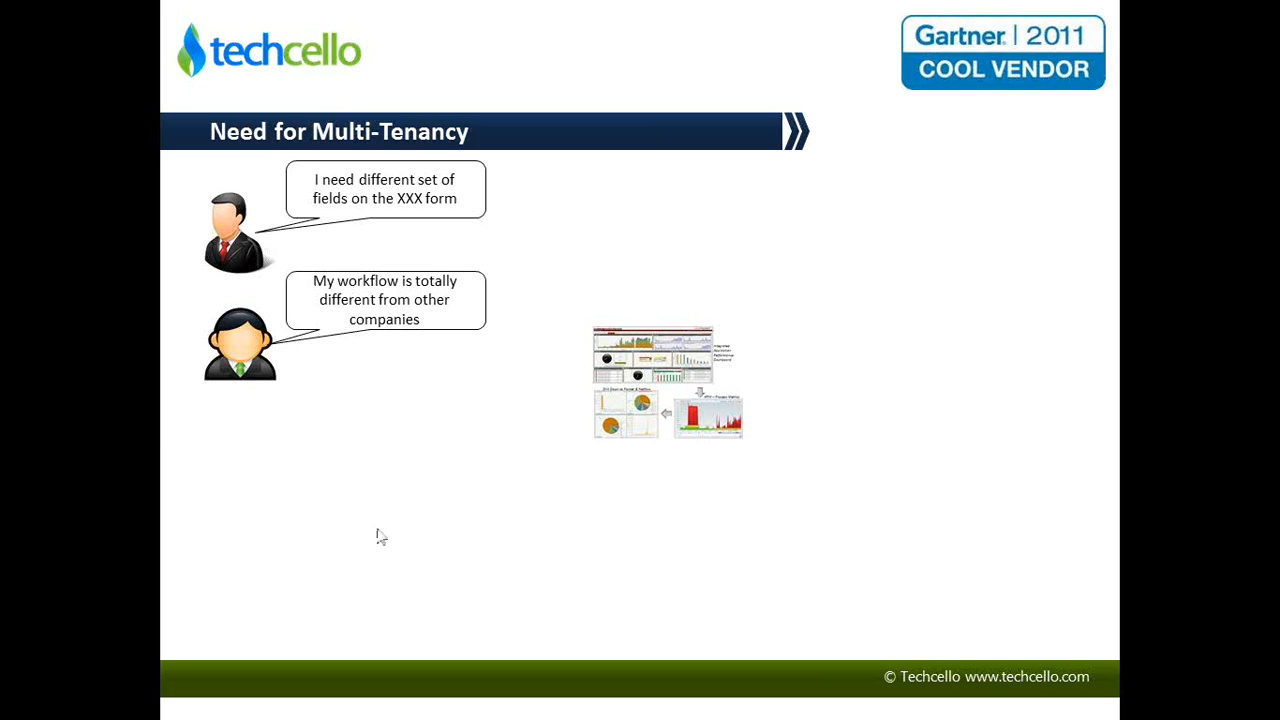 techcello
Gartner. | 2011
COOL VENDOR
Need for Multi-Tenancy
I need different set of
fields on the XXX form
My workflow is totally
different from other
companies
© Techcello www.techcello.com